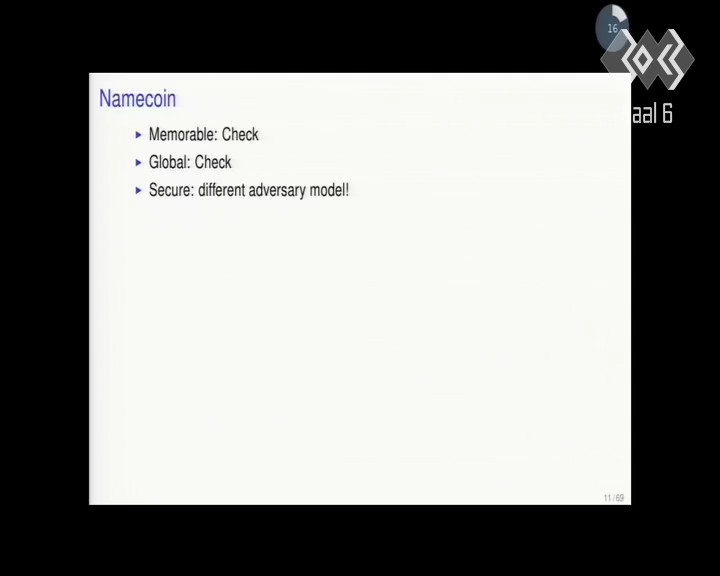 16
aal 6
Namecoin
Memorable: Check
Global: Check
Secure: different adversary model!
11/69